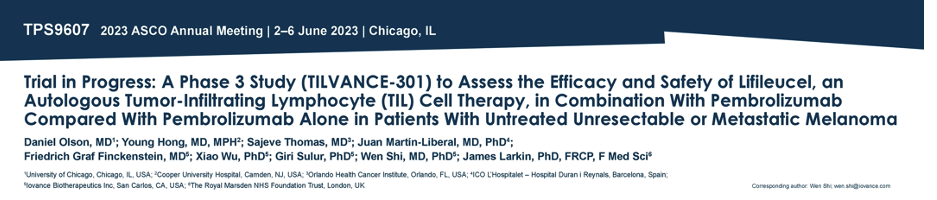 TPS9607 2023 ASCO Annual Meeting | 2–6 June 2023 | Chicago, IL
Trial in Progress: A Phase 3 Study (TILVANCE-301) to Assess the Efficacy and Safety of Lifileucel, an
Autologous Tumor-Infiltrating Lymphocyte (TIL) Cell Therapy, in Combination With Pembrolizumab
Compared With Pembrolizumab Alone in Patients With Untreated Unresectable or Metastatic Melanoma
Daniel Olson, MD¹; Young Hong, MD, MPH²; Sajeve Thomas, MD³; Juan Martín-Liberal, MD, PhD⁴;
Friedrich Graf Finckenstein, MD⁵; Xiao Wu, PhD⁵; Giri Sulur, PhD⁵; Wen Shi, MD, PhD⁵; James Larkin, PhD, FRCP, F Med Sci⁶
¹University of Chicago, Chicago, IL, USA; ²Cooper University Hospital, Camden, NJ, USA; ³Orlando Health Cancer Institute, Orlando, FL, USA; ⁴ICO L'Hospitalet – Hospital Duran i Reynals, Barcelona, Spain;
⁵Iovance Biotherapeutics Inc, San Carlos, CA, USA; ⁶The Royal Marsden NHS Foundation Trust, London, UK
Corresponding author: Wen Shi; wen.shi@iovance.com